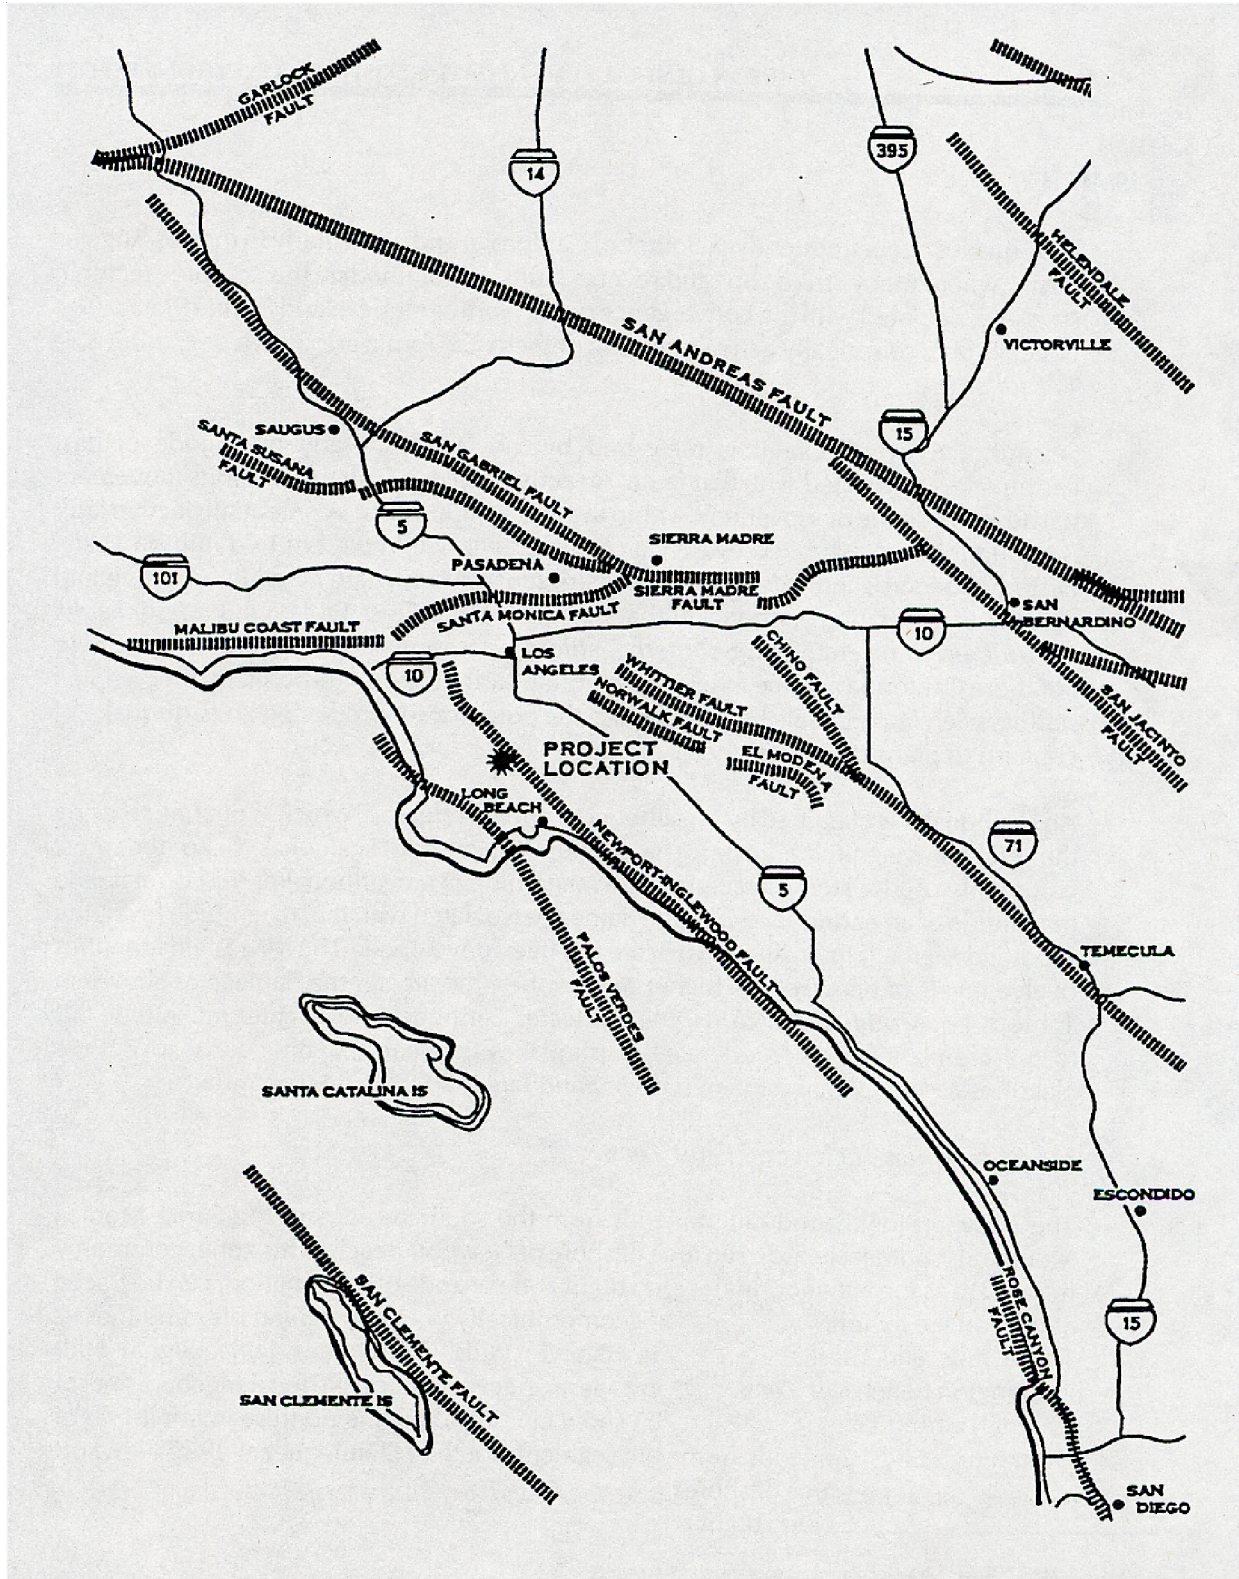 GARLOCK
FAULT
14
395
HELENDALE
FAULT
SAN ANDREAS FAULT
VICTORVILLE
15
SAUGUS
SANTA SUSANA
FAULT
SAN GABRIEL FAULT
5
SIERRA MADRE
PASADENA
101
SIERRA MADRE
FAULT
SANTA MONICA FAULT
SAN
BERNARDINO
MALIBU COAST FAULT
10
10
LOS
ANGELES
CHINO FAULT
WHITTIER FAULT
NORWALK FAULT
SAN JACINTO
FAULT
EL MODENA
FAULT
PROJECT
LOCATION
LONG
BEACH
NEWPORT-INGLEWOOD FAULT
71
5
PALOS VERDES
FAULT
TEMECULA
SANTA CATALINA IS
OCEANSIDE
ESCONDIDO
ROSE CANYON
FAULT
SAN CLEMENTE FAULT
15
SAN CLEMENTE IS
SAN
DIEGO